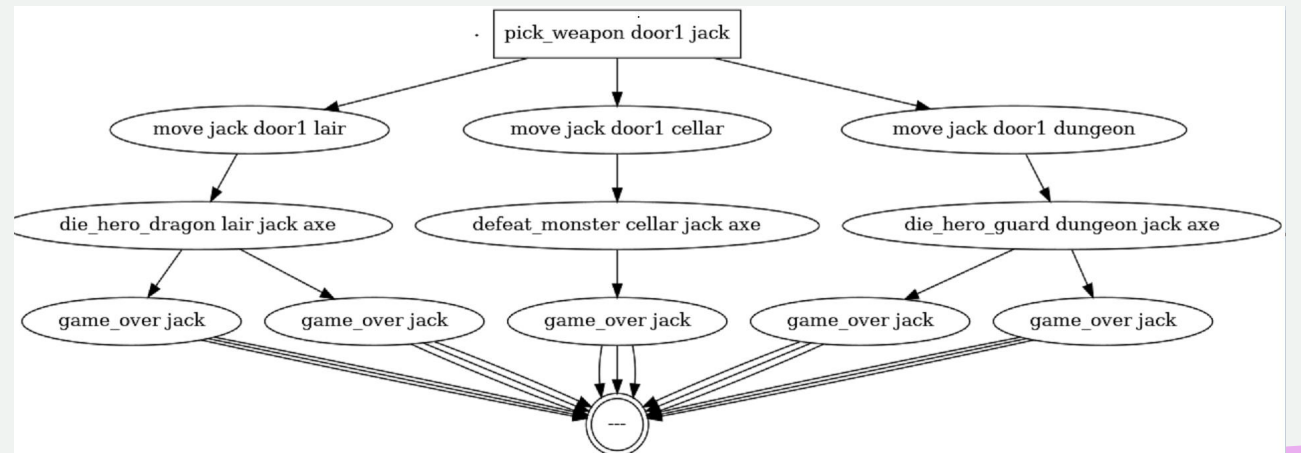 pick_weapon door1 jack
move jack door1 lair
move jack door1 cellar
move jack door1 dungeon
die_hero_dragon lair jack axe
defeat_monster cellar jack axe
die_hero_guard dungeon jack axe
game_over jack
game_over jack
game_over jack
game_over jack
game_over jack
---